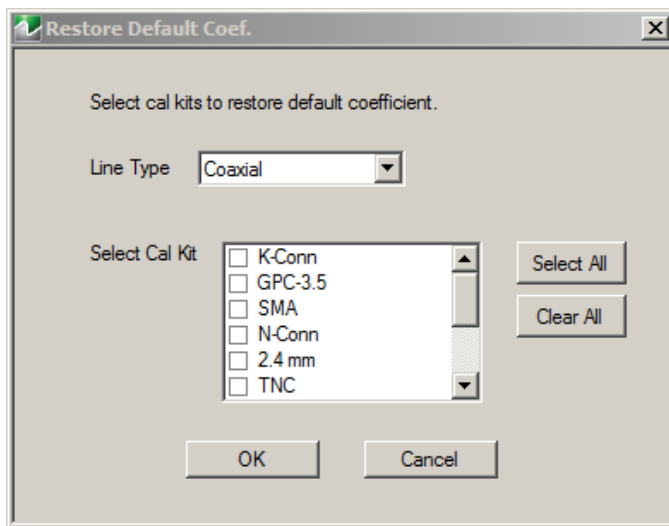 Restore Default Coef.
Select cal kits to restore default coefficient.
Line Type Coaxial
Select Cal Kit
K-Conn
GPC-3.5
SMA
N-Conn
2.4 mm
TNC
Select All
Clear All
OK Cancel